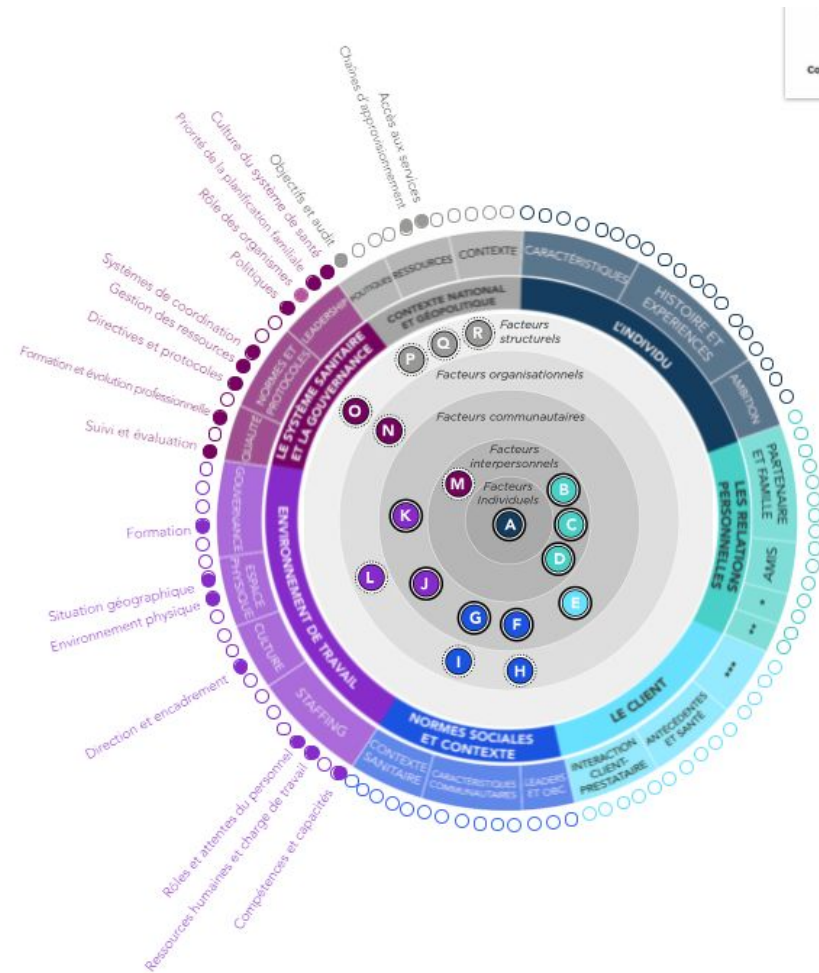 Co
Chaînes d'approvisionnement
Accès aux services
Objectifs et audit
Culture du système de santé
Priorité de la planification familiale
Rôle des organismes
Politiques
Systèmes de coordination
Gestion des ressources
Directives et protocoles
Formation et évolution professionnelle
Suivi et évaluation
Formation
Situation géographique
Environnement physique
Direction et encadrement
Rôles et attentes du personnel
Ressources humaines et charge de travail
Compétences et capacités
POLITIQUES
RESSOURCES
CONTEXTE
CARACTÉRISTIQUES
HISTOIRE ET
EXPERIENCES
AMBITION
PARTENAIRE
ET FAMILLE
AMIS
*
**
***
ANTÉCÉDENTES
ET SANTÉ
INTERACTION
CLIENT-
PRESTATAIRE
LEADERS
ET OBC
CARACTÉRISTIQUES
COMMUNAUTAIRES
CONTEXTE
SANITAIRE
STAFFING
CULTURE
ESPACE
PHYSIQUE
GOUVERNANCE
QUALITÉ
NORMES ET
PROTOCOLES
LEADERSHIP
CONTEXTE NATIONAL
ET GÉOPOLITIQUE
L'INDIVIDU
LES RELATIONS
PERSONNELLES
LE CLIENT
NORMES SOCIALES
ET CONTEXTE
ENVIRONNEMENT DE TRAVAIL
LE SYSTÈME SANITAIRE
ET LA GOUVERNANCE
Facteurs
structurels
Facteurs organisationnels
Facteurs communautaires
Facteurs
interpersonnels
Facteurs
Individuels
R
Q
P
O
N
M
B
K
C
A
D
L
J
E
G
F
I
H